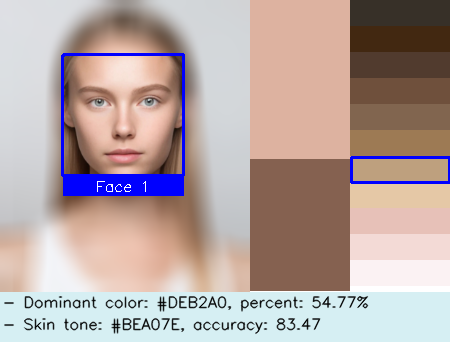 Face 1
- Dominant color: #DEB2A0, percent: 54.77%
- Skin tone: #BEA07E, accuracy: 83.47